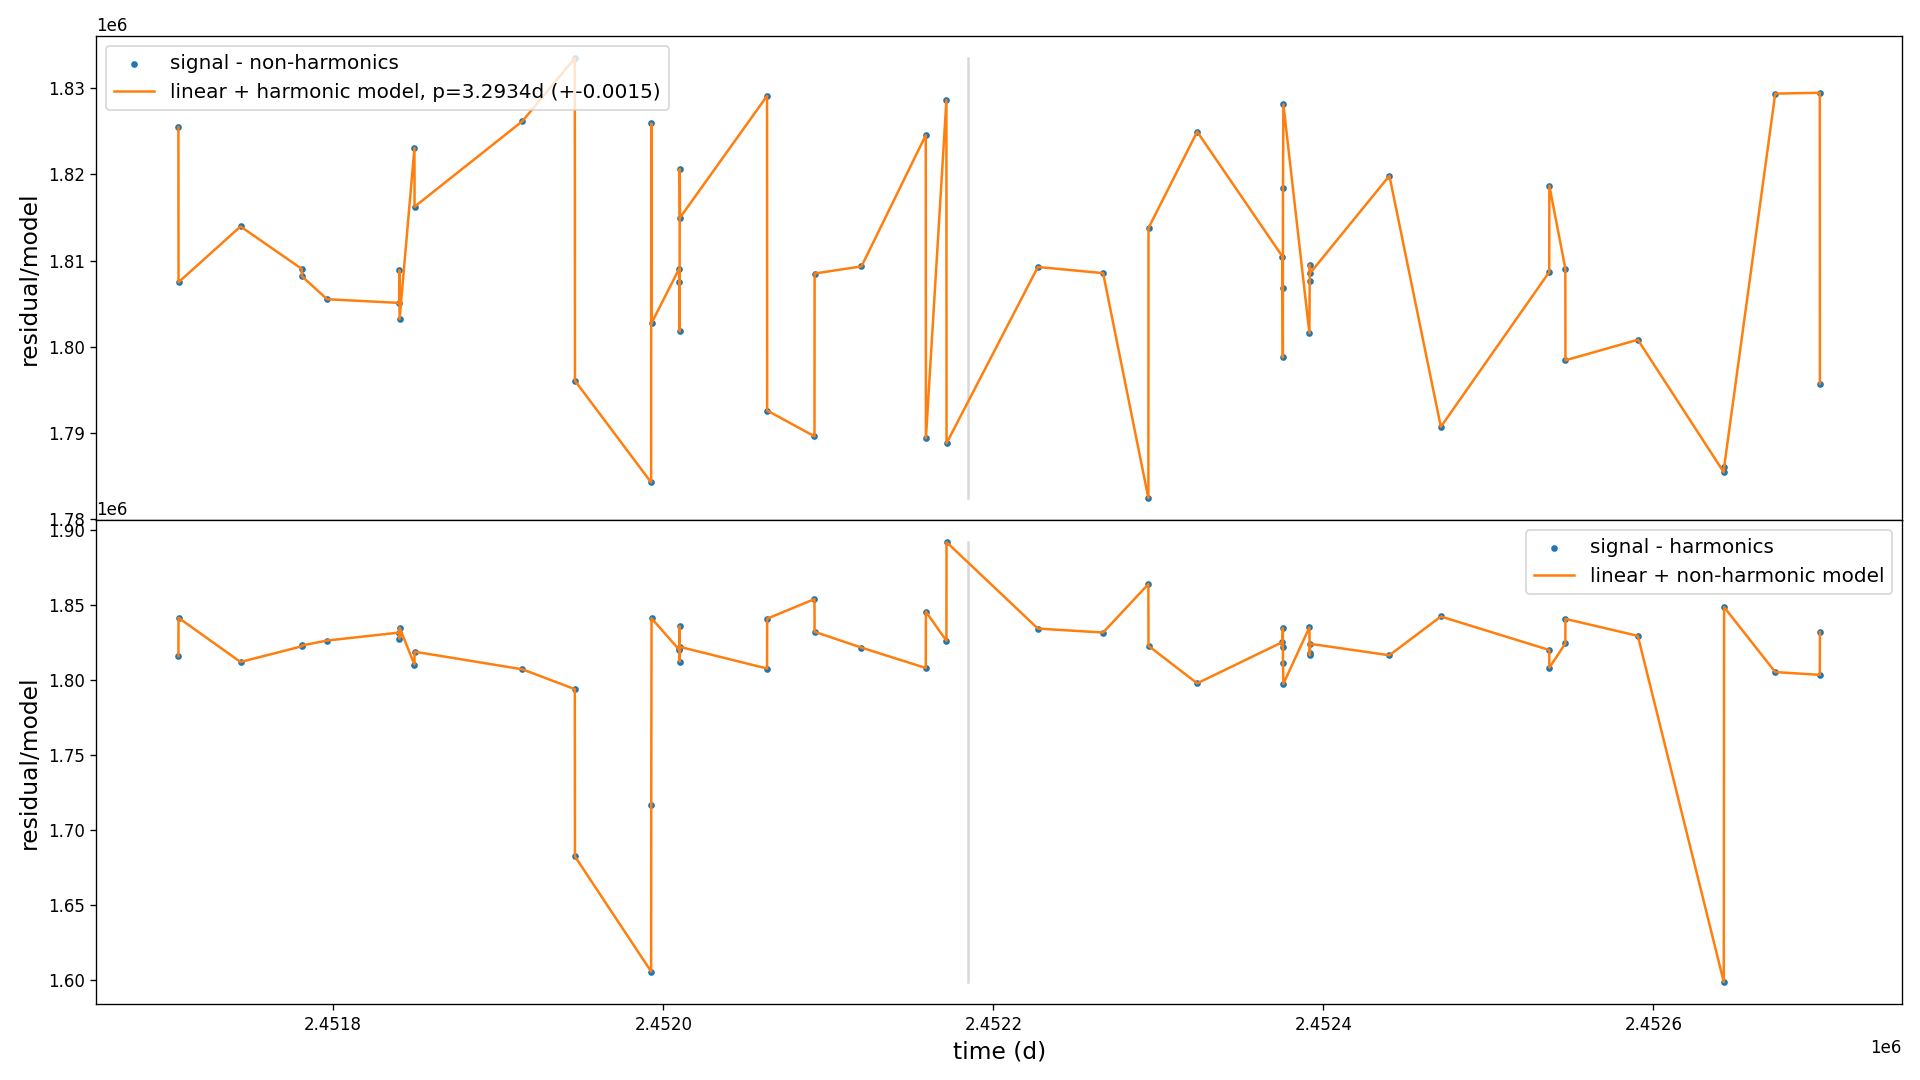 1e6
signal - non-harmonics
linear + harmonic model, p=3.2934d (+-0.0015)
1.83
1.82
1.81
1.80
1.79
1.78
residual/model
1e6
signal - harmonics
linear + non-harmonic model
1.90
1.85
1.80
1.75
1.70
1.65
1.60
residual/model
2.4518
2.4520
2.4522
2.4524
2.4526
time (d)
1e6